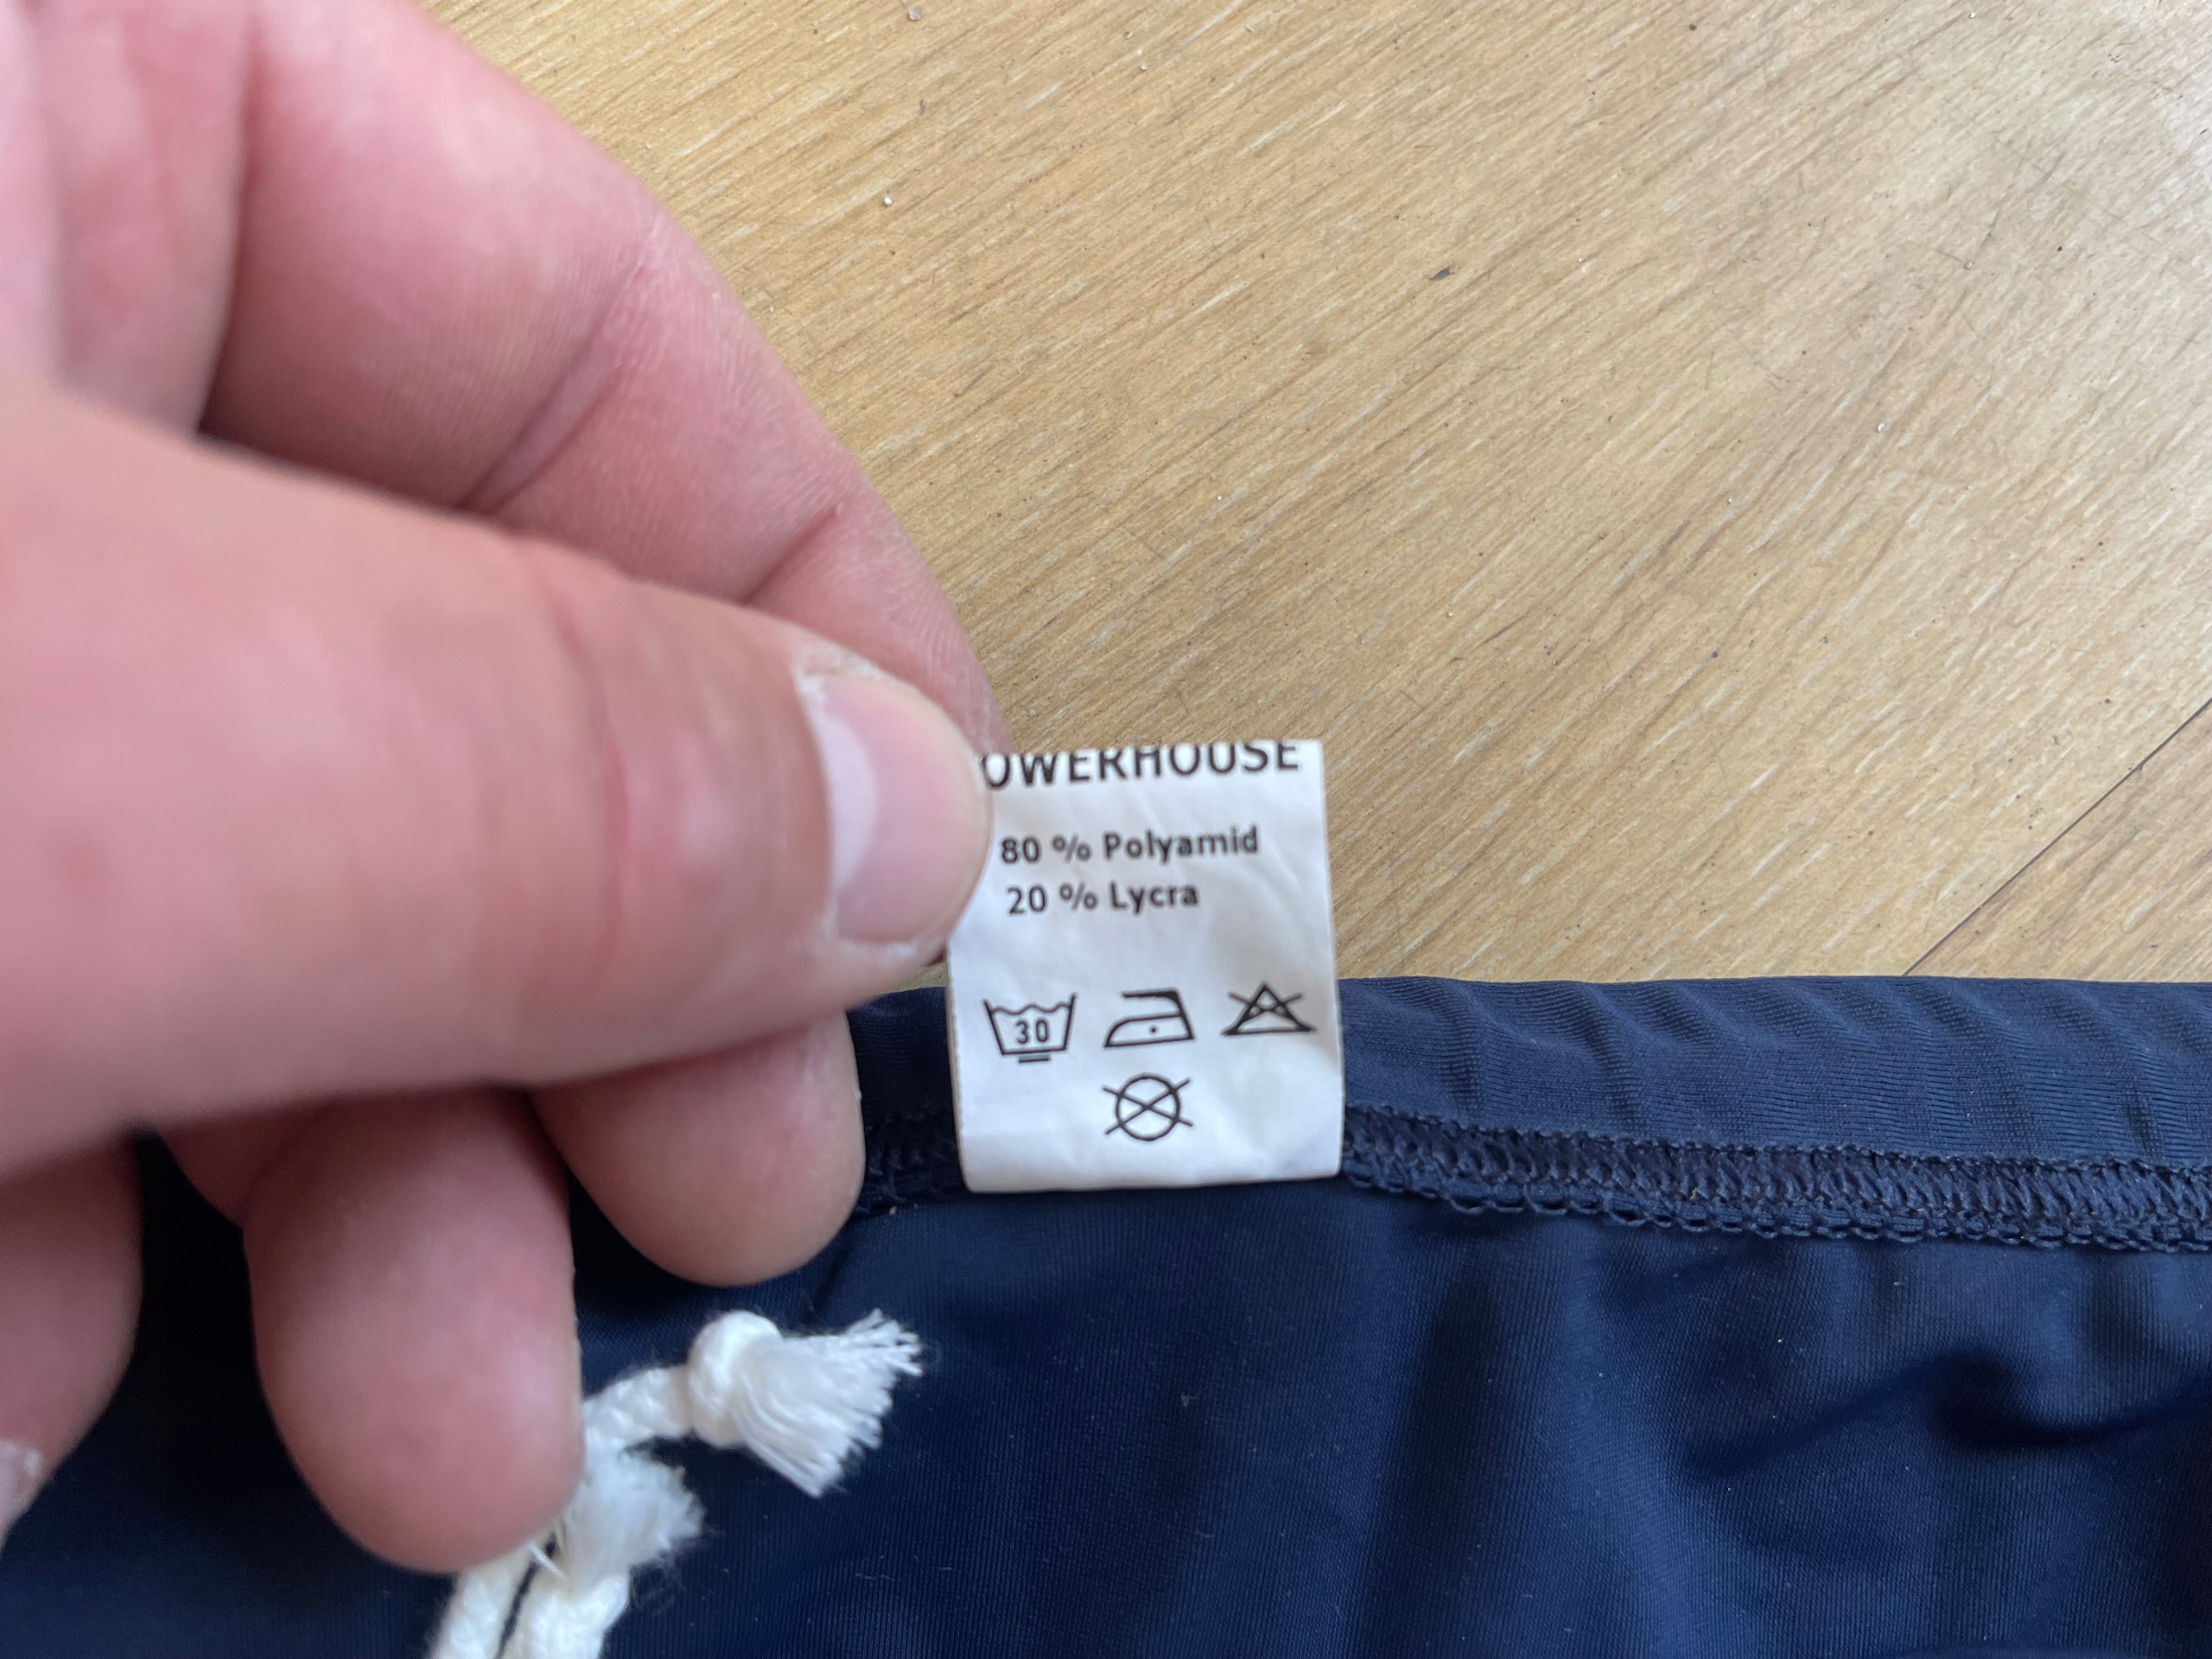 OWERHOUSE
80 % Polyamid
20 % Lycra
30